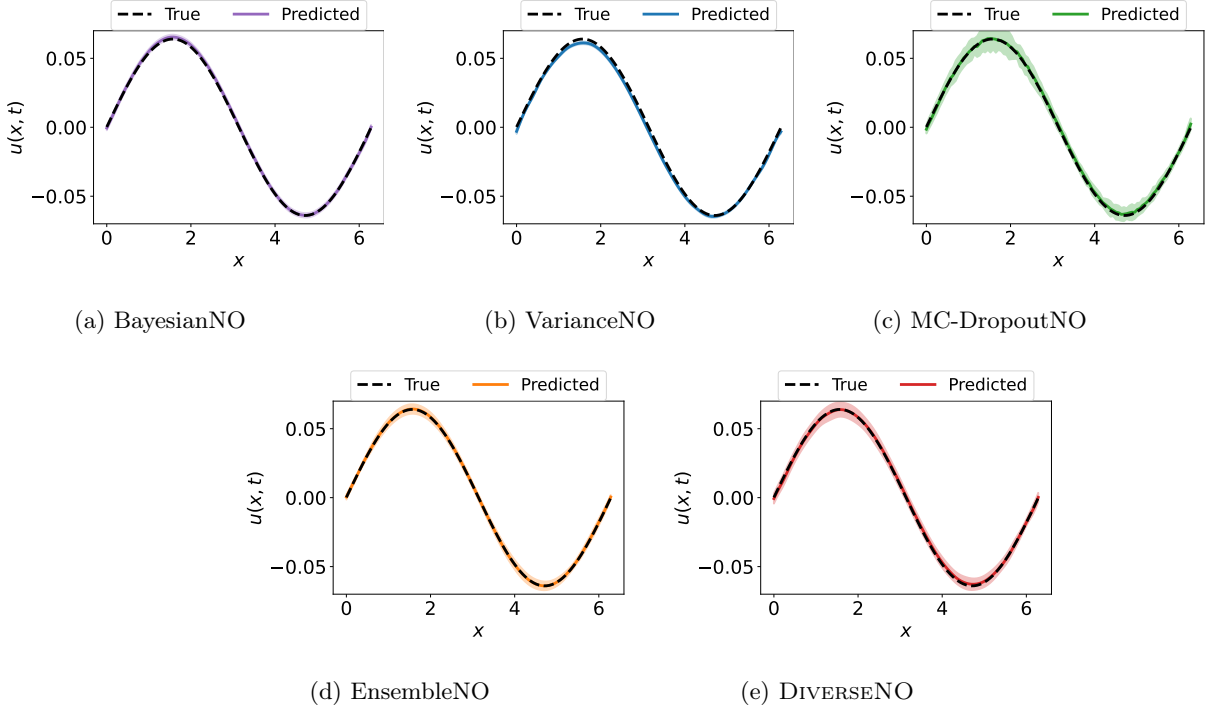 True Predicted
True Predicted
True Predicted
0.05
0.00
−0.05
u(x, t)
0 2 4 6
x
0.05
0.00
−0.05
u(x, t)
0 2 4 6
x
0.05
0.00
−0.05
u(x, t)
0 2 4 6
x
(a) BayesianNO
(b) VarianceNO
(c) MC-DropoutNO
True Predicted
True Predicted
0.05
0.00
−0.05
u(x, t)
0 2 4 6
x
0.05
0.00
−0.05
u(x, t)
0 2 4 6
x
(d) EnsembleNO
(e) DIVERSENO